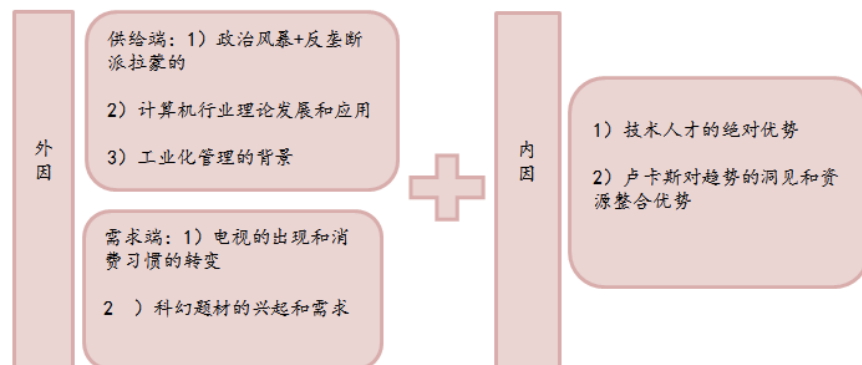 外
因
供给端：1）政治风暴+反垄断
派拉蒙的
2）计算机行业理论发展和应用
3）工业化管理的背景
需求端：1）电视的出现和消
费习惯的转变
2 ）科幻题材的兴起和需求
内
因
1）技术人才的绝对优势
2）卢卡斯对趋势的洞见和资
源整合优势